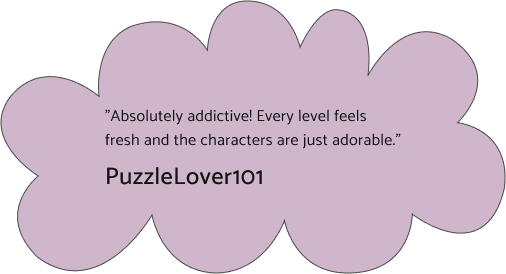 ”Absolutely addictive! Every level feels
fresh and the characters are just adorable.”
PuzzleLover101